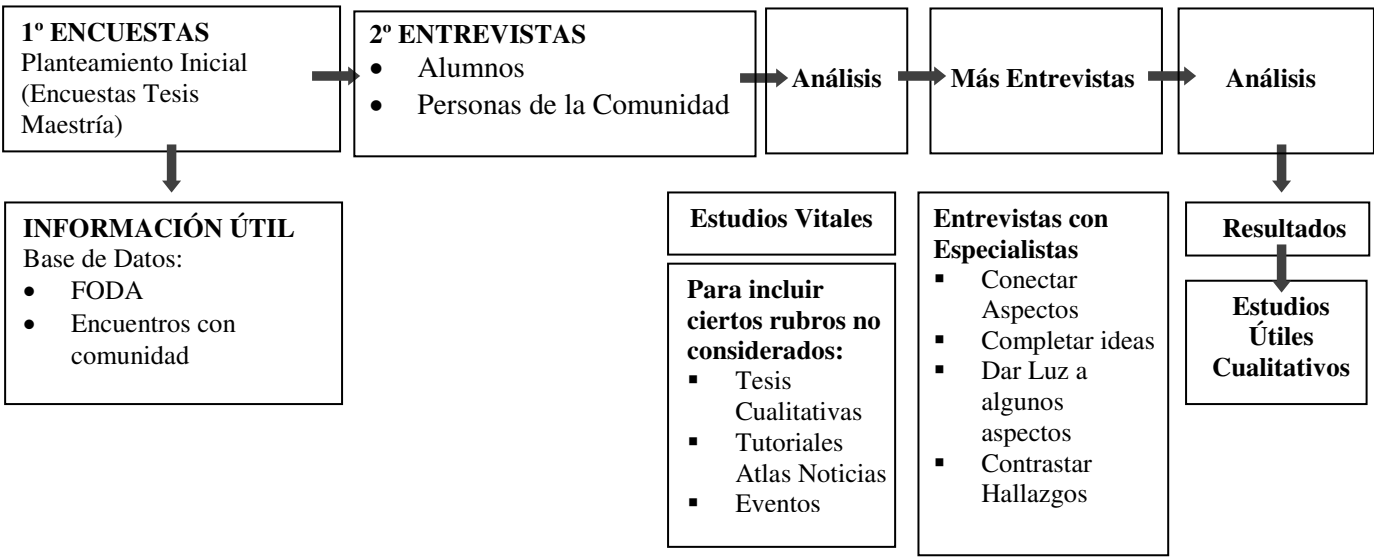 1º ENCUESTAS
Planteamiento Inicial
(Encuestas Tesis
Maestría)
2º ENTREVISTAS
• Alumnos
• Personas de la Comunidad
Análisis
Más Entrevistas
Análisis
INFORMACIÓN ÚTIL
Base de Datos:
• FODA
• Encuentros con
comunidad
Estudios Vitales
Para incluir
ciertos rubros no
considerados:
▪ Tesis
Cualitativas
▪ Tutoriales
Atlas Noticias
▪ Eventos
Entrevistas con
Especialistas
▪ Conectar
Aspectos
▪ Completar ideas
▪ Dar Luz a
algunos
aspectos
▪ Contrastar
Hallazgos
Resultados
Estudios
Útiles
Cualitativos